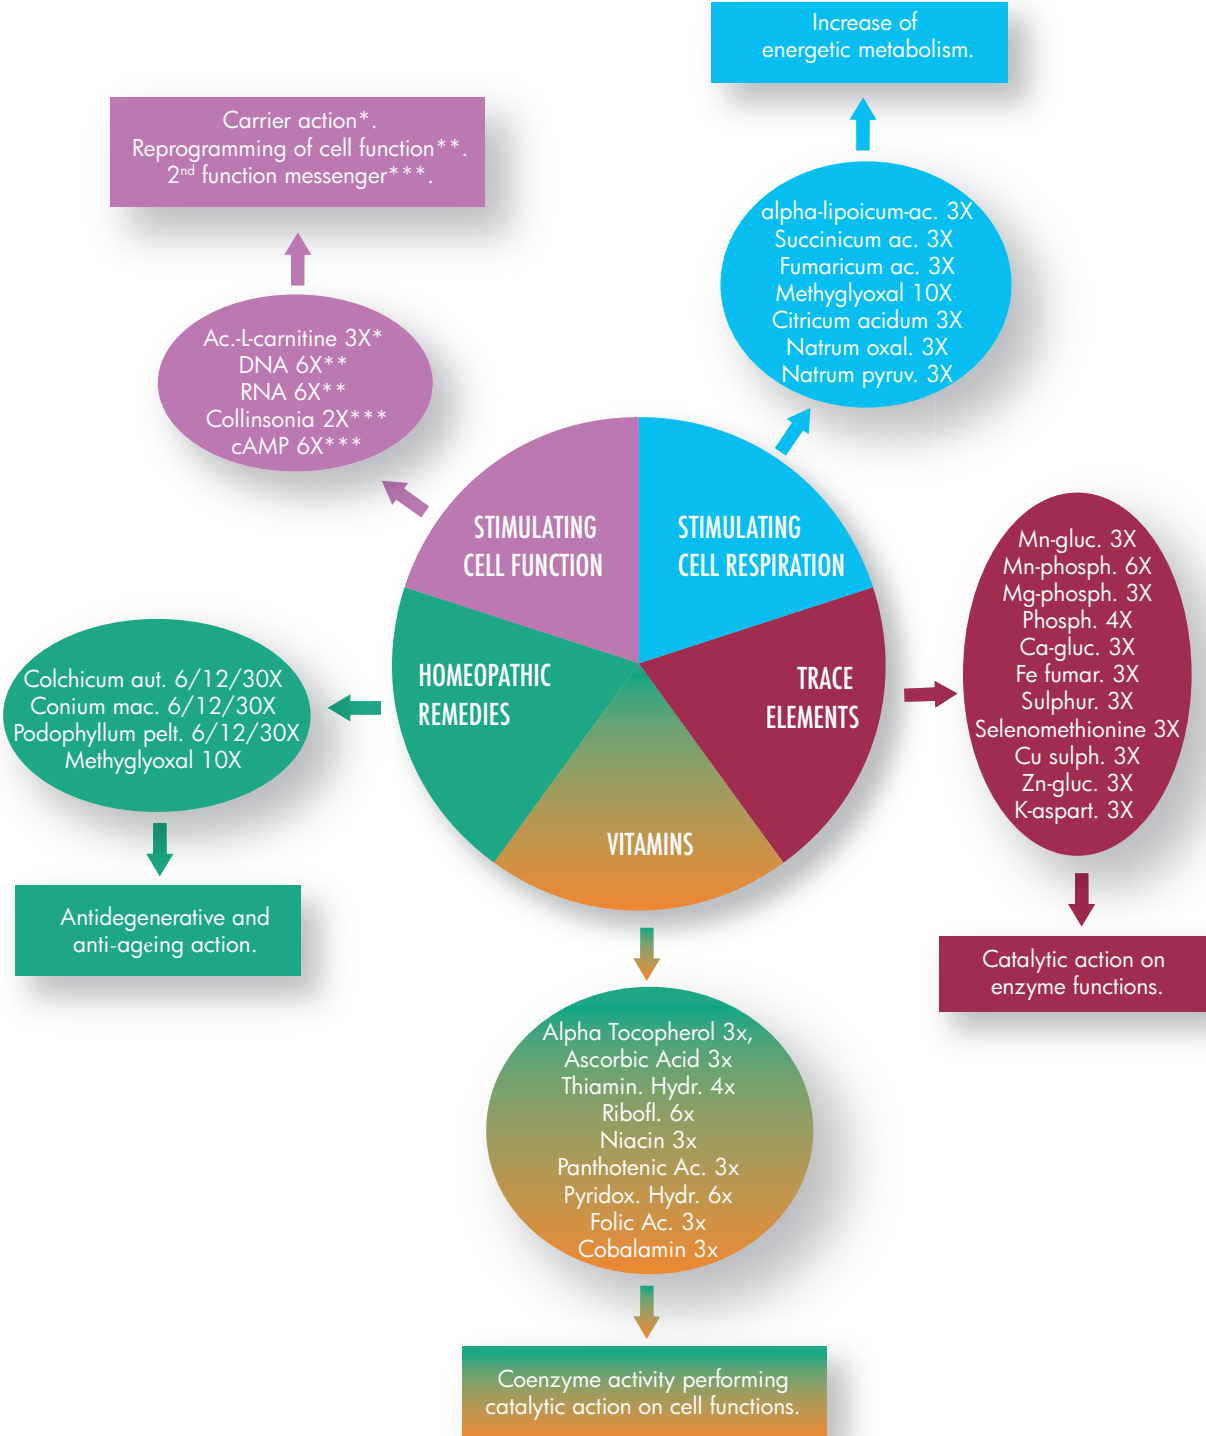 Increase of
energetic metabolism.
Carrier action*.
Reprogramming of cell function**.
2nd function messenger***.
alpha-lipoicum-ac. 3X
Succinicum ac. 3X
Fumaricum ac. 3X
Methyglyoxal 10X
Citricum acidum 3X
Natrum oxal. 3X
Natrum pyruv. 3X
Ac.-L-carnitine 3X*
DNA 6X**
RNA 6X**
Collinsonia 2X***
cAMP 6X***
STIMULATING
CELL FUNCTION
STIMULATING
CELL RESPIRATION
Mn-gluc. 3X
Mn-phosph. 6X
Mg-phosph. 3X
Phosph. 4X
Ca-gluc. 3X
Fe fumar. 3X
Sulphur. 3X
Selenomethionine 3X
Cu sulph. 3X
Zn-gluc. 3X
K-aspart. 3X
HOMEOPATHIC
REMEDIES
TRACE
ELEMENTS
Colchicum aut. 6/12/30X
Conium mac. 6/12/30X
Podophyllum pelt. 6/12/30X
Methyglyoxal 10X
VITAMINS
Antidegenerative and
anti-ageing action.
Catalytic action on
enzyme functions.
Alpha Tocopherol 3x,
Ascorbic Acid 3x
Thiamin. Hydr. 4x
Ribofl. 6x
Niacin 3x
Panthotenic Ac. 3x
Pyridox. Hydr. 6x
Folic Ac. 3x
Cobalamin 3x
Coenzyme activity performing
catalytic action on cell functions.